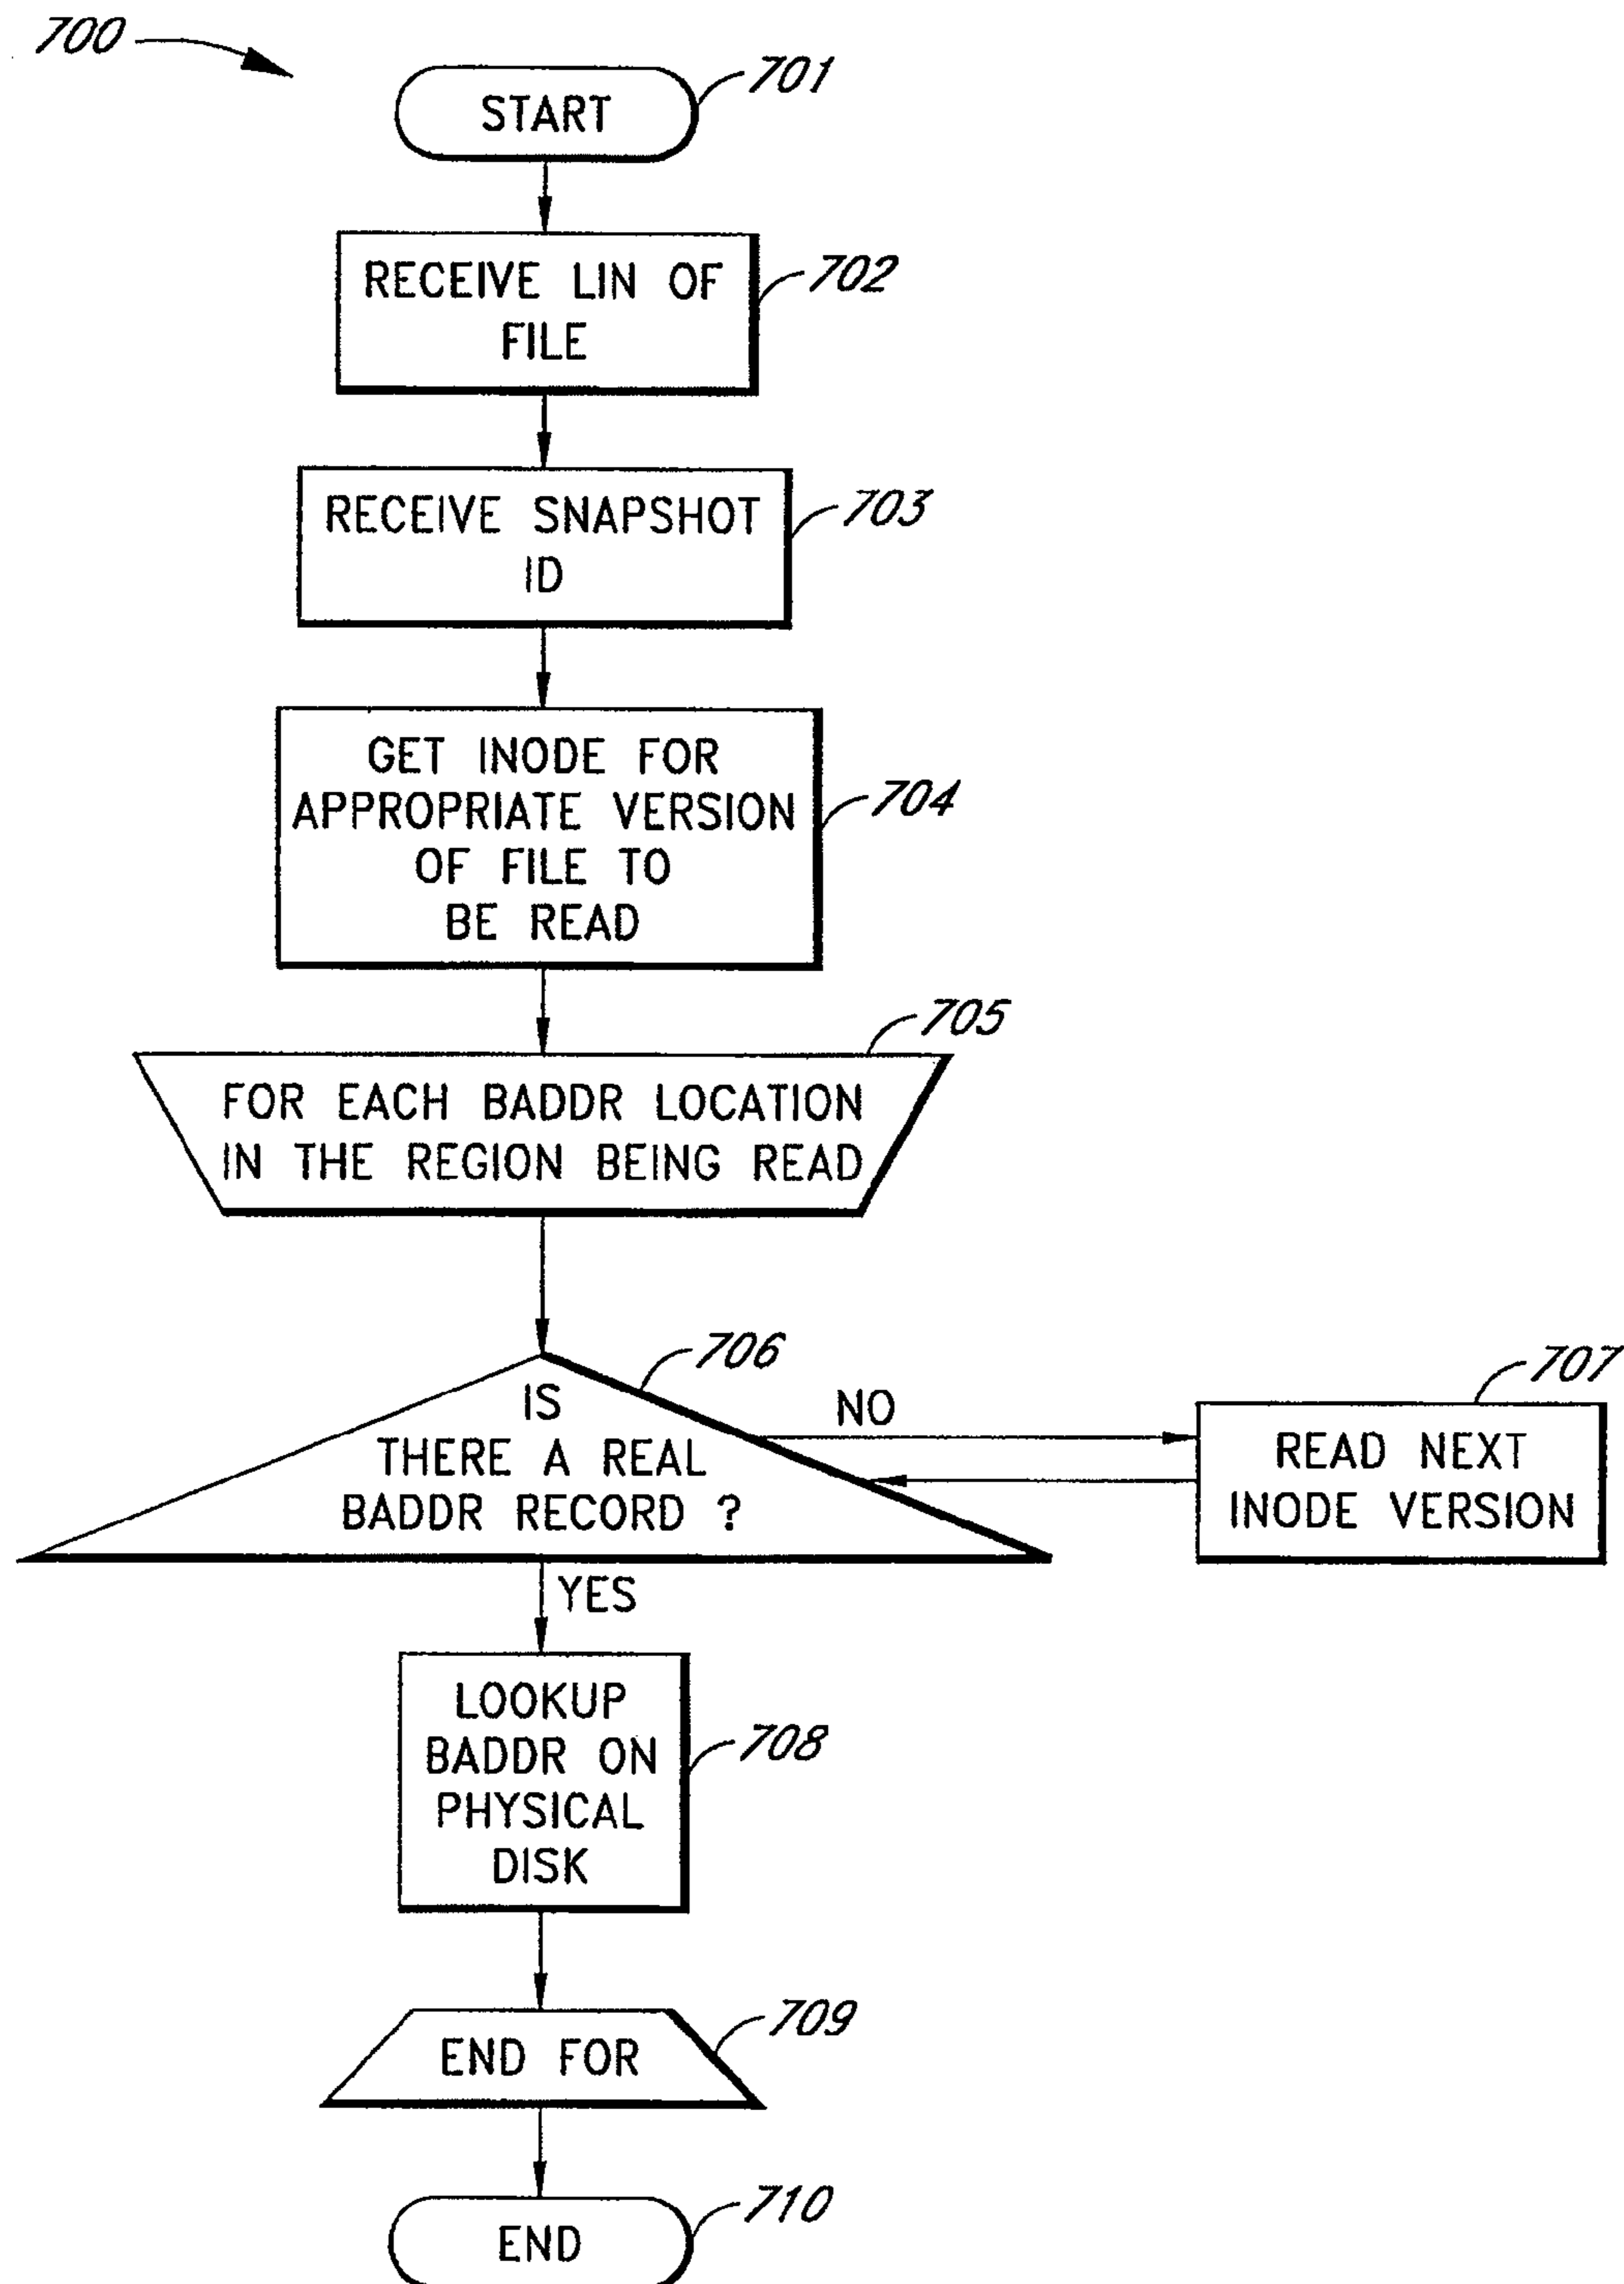 700
701
START
702
RECEIVE LIN OF
FILE
703
RECEIVE SNAPSHOT
ID
704
GET INODE FOR
APPROPRIATE VERSION
OF FILE TO
BE READ
705
FOR EACH BADDR LOCATION
IN THE REGION BEING READ
706
IS
THERE A REAL
BADDR RECORD ?
NO
707
READ NEXT
INODE VERSION
YES
708
LOOKUP
BADDR ON
PHYSICAL
DISK
709
END FOR
710
END